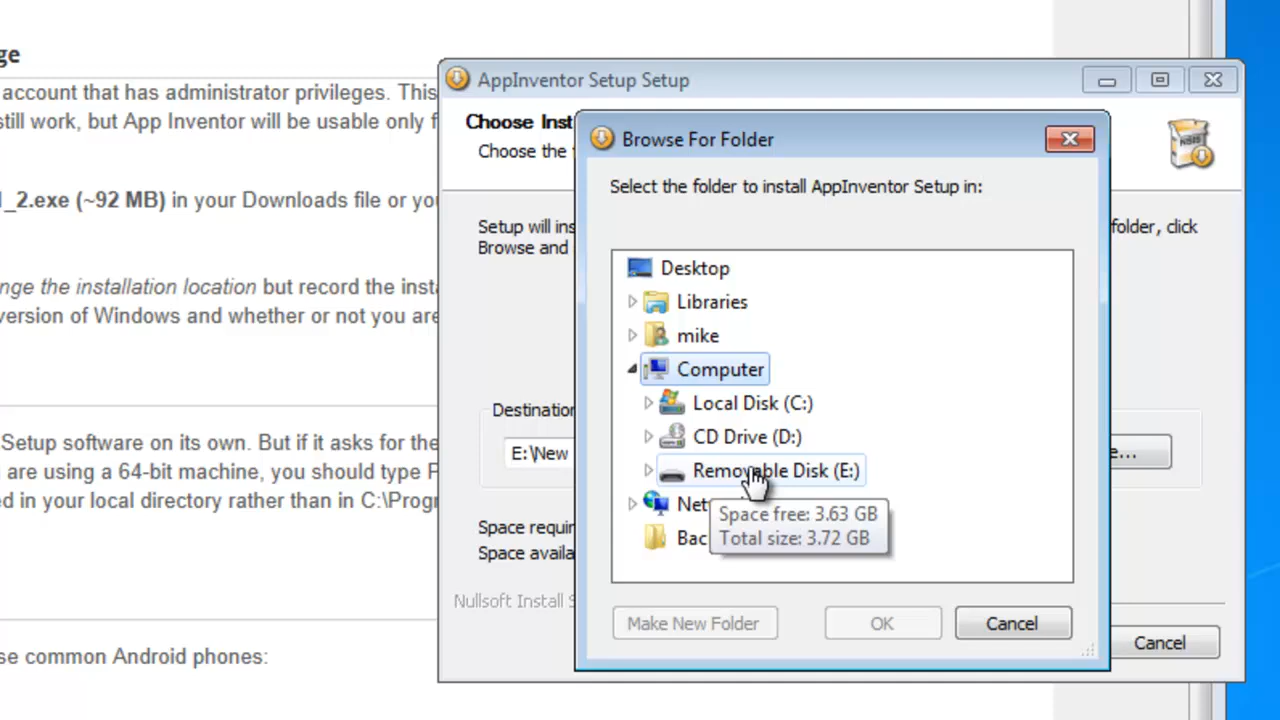 ge
account that has administrator privileges. This
still work, but App Inventor will be usable only f
1_2.exe (~92 MB) in your Downloads file or you
nge the installation location but record the insta
version of Windows and whether or not you are
Setup software on its own. But if it asks for the
u are using a 64-bit machine, you should type P
ed in your local directory rather than in C:\Progr
se common Android phones:
AppInventor Setup Setup
Choose Inst
Choose the f
Setup will ins
folder, click
Browse and
Destination
E:\New
e...
Space requir
Space availa
Nullsoft Install S
Cancel
Browse For Folder
Select the folder to install AppInventor Setup in:
Desktop
Libraries
mike
Computer
Local Disk (C:)
CD Drive (D:)
Removable Disk (E:)
Net
Bac
Space free: 3.63 GB
Total size: 3.72 GB
Make New Folder
OK
Cancel